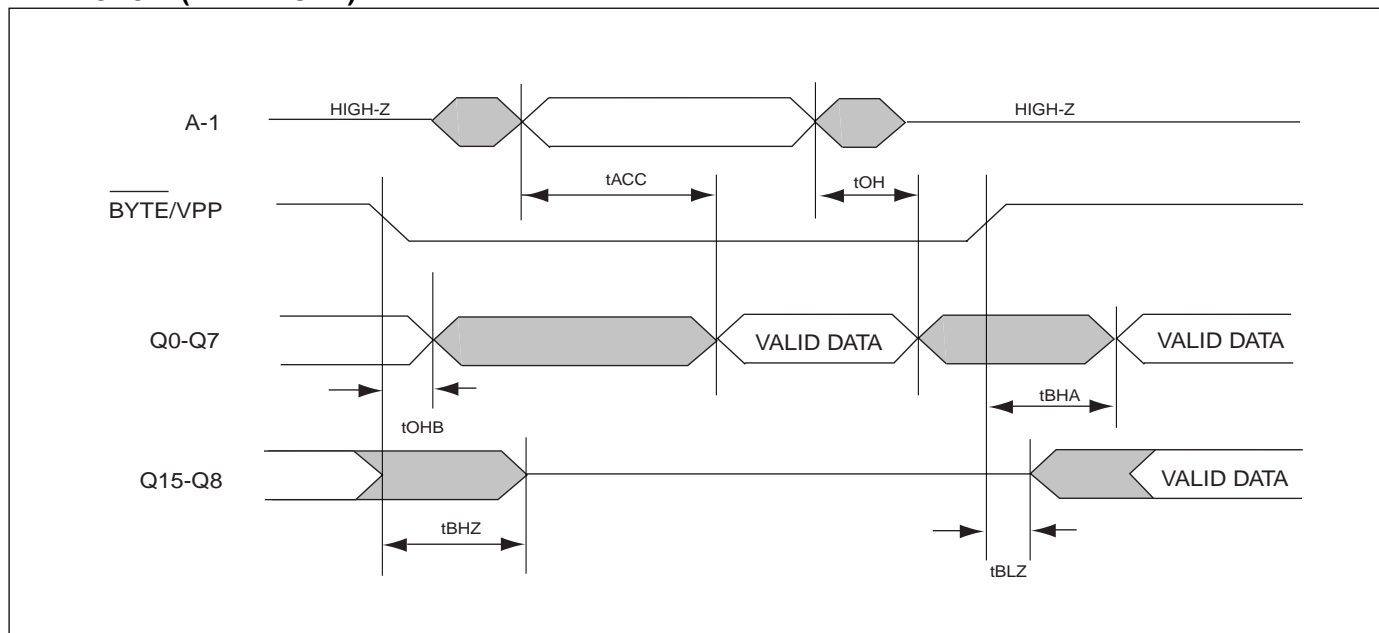 HIGH-Z
HIGH-Z
A-1
tACC
tOH
BYTE/VPP
Q0-Q7
VALID DATA
VALID DATA
tBHA
tOHB
Q15-Q8
VALID DATA
tBHZ
tBLZ